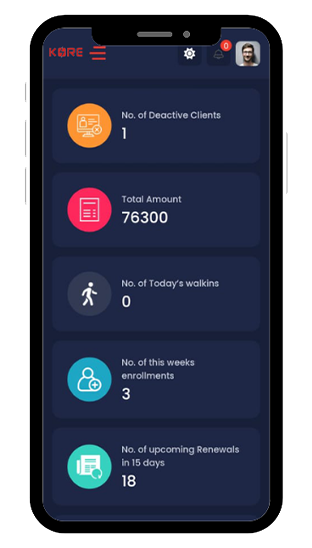 KORE
0
No. of Deactive Clients
1
Total Amount
76300
No. of Today's walkins
0
No. of this weeks
enrollments
3
No. of upcoming Renewals
in 15 days
18